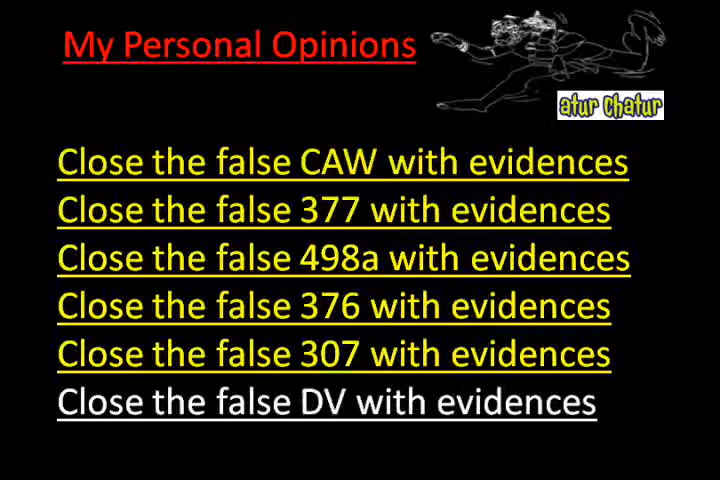 My Personal Opinions
atur chatur
Close the false CAW with evidences
Close the false 377 with evidences
Close the false 498a with evidences
Close the false 376 with evidences
Close the false 307 with evidences
Close the false DV with evidences